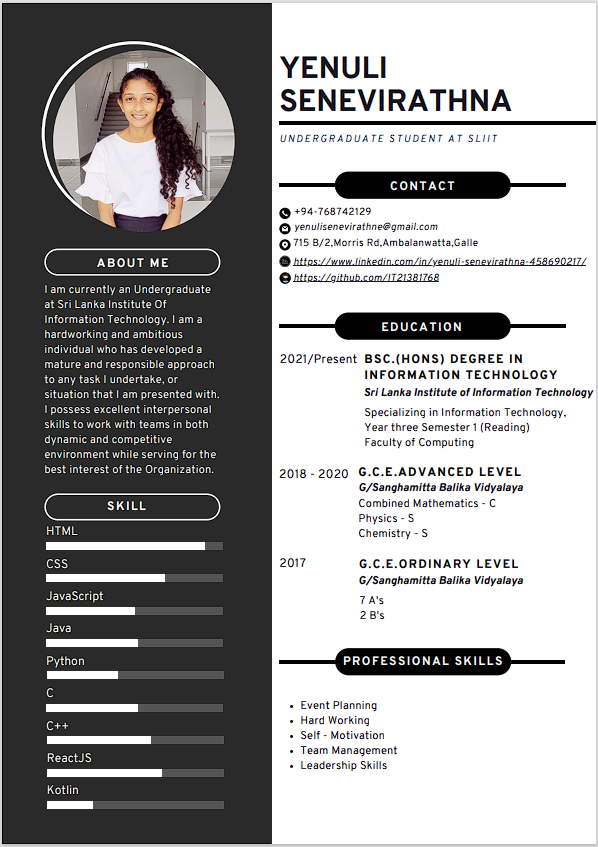 YENULI
SENEVIRATHNA
UNDERGRADUATE STUDENT AT SLIIT
CONTACT
+94-768742129
yenulisenevirathne@gmail.com
715 B/2,Morris Rd,Ambalanwatta,Galle
https://www.linkedin.com/in/yenuli-senevirathna-458690217/
https://github.com/IT21381768
ABOUT ME
I am currently an Undergraduate
at Sri Lanka Institute Of
Information Technology. I am a
hardworking and ambitious
individual who has developed a
mature and responsible approach
to any task I undertake, or
situation that I am presented with.
I possess excellent interpersonal
skills to work with teams in both
dynamic and competitive
environment while serving for the
best interest of the Organization.
SKILL
HTML
CSS
JavaScript
Java
Python
C
C++
ReactJS
Kotlin
EDUCATION
2021/Present BSC.(HONS) DEGREE IN
INFORMATION TECHNOLOGY
Sri Lanka Institute of Information Technology
Specializing in Information Technology,
Year three Semester 1 (Reading)
Faculty of Computing
2018 - 2020 G.C.E.ADVANCED LEVEL
G/Sanghamitta Balika Vidyalaya
Combined Mathematics - C
Physics - S
Chemistry - S
2017 G.C.E.ORDINARY LEVEL
G/Sanghamitta Balika Vidyalaya
7 A's
2 B's
PROFESSIONAL SKILLS
• Event Planning
• Hard Working
• Self - Motivation
• Team Management
• Leadership Skills